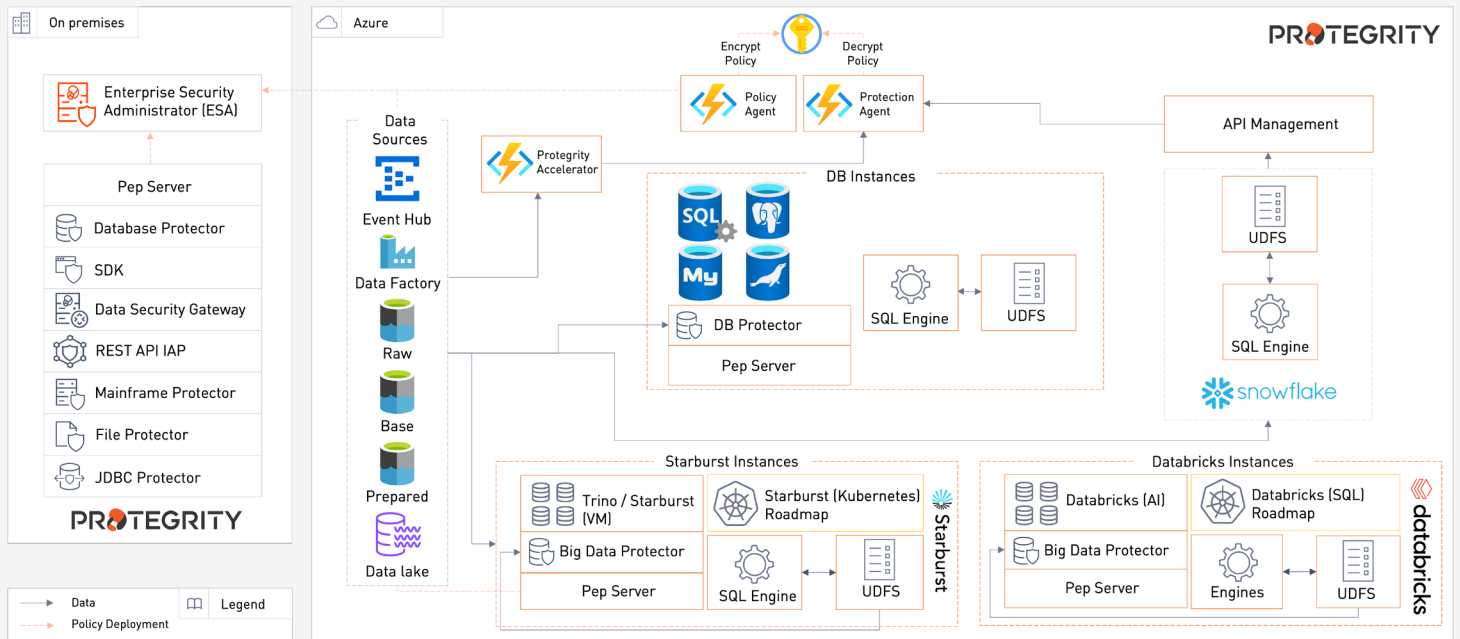 On premises
Enterprise Security
Administrator (ESA)
Pep Server
Database Protector
SDK
Data Security Gateway
REST API IAP
Mainframe Protector
File Protector
JDBC Protector
PROTEGRITY
Data
Policy Deployment
Legend
Azure
PROTEGRITY
Encrypt
Policy
Decrypt
Policy
Policy
Agent
Protection
Agent
API Management
Data
Sources
Event Hub
Data Factory
Raw
Base
Prepared
Data lake
Protegrity
Accelerator
DB Instances
SQL
My
DB Protector
Pep Server
SQL Engine
UDFS
UDFS
SQL Engine
snowflake
Starburst Instances
Trino / Starburst
(VM)
Starburst (Kubernetes)
Roadmap
Big Data Protector
Pep Server
SQL Engine
UDFS
Starburst
Databricks Instances
Databricks (AI)
Databricks (SQL)
Roadmap
Big Data Protector
Pep Server
Engines
UDFS
databricks